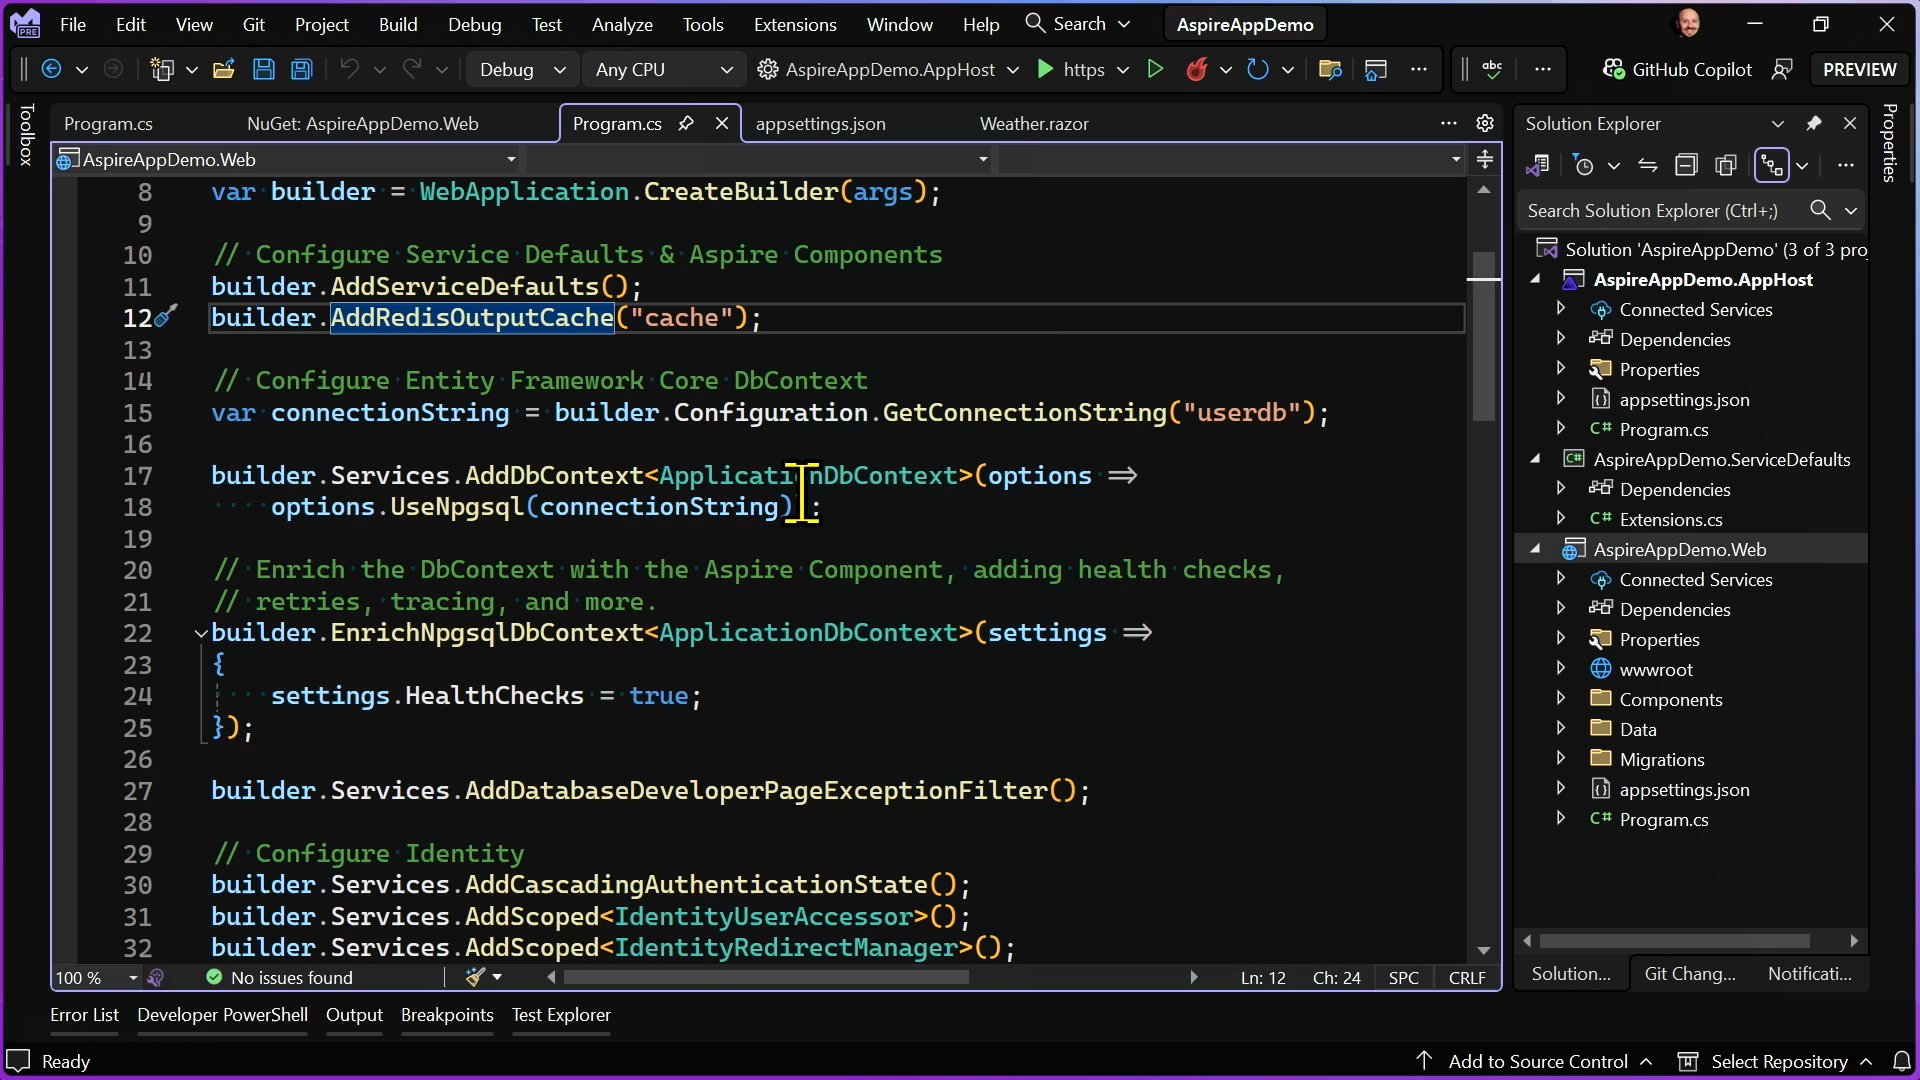 File Edit View Git Project Build Debug Test Analyze Tools Extensions Window Help Search AspireAppDemo
PRE
Debug Any CPU AspireAppDemo.AppHost https abc GitHub Copilot PREVIEW
Toolbox
Program.cs NuGet: AspireAppDemo.Web Program.cs appsettings.json Weather.razor
AspireAppDemo.Web
8 var builder = WebApplication.CreateBuilder(args);
9
10 // Configure Service Defaults & Aspire Components
11 builder.AddServiceDefaults();
12 builder.AddRedisOutputCache("cache");
13
14 // Configure Entity Framework Core DbContext
15 var connectionString = builder.Configuration.GetConnectionString("userdb");
16
17 builder.Services.AddDbContext<ApplicationDbContext>(options =>
18 options.UseNpgsql(connectionString));
19
20 // Enrich the DbContext with the Aspire Component, adding health checks,
21 // retries, tracing, and more.
22 builder.EnrichNpgsqlDbContext<ApplicationDbContext>(settings =>
23 {
24 settings.HealthChecks = true;
25 });
26
27 builder.Services.AddDatabaseDeveloperPageExceptionFilter();
28
29 // Configure Identity
30 builder.Services.AddCascadingAuthenticationState();
31 builder.Services.AddScoped<IdentityUserAccessor>();
32 builder.Services.AddScoped<IdentityRedirectManager>();
100 % No issues found Ln: 12 Ch: 24 SPC CRLF
Solution Explorer
Search Solution Explorer (Ctrl+;)
Solution 'AspireAppDemo' (3 of 3 pro
AspireAppDemo.AppHost
Connected Services
Dependencies
Properties
appsettings.json
C# Program.cs
C# AspireAppDemo.ServiceDefaults
Dependencies
C# Extensions.cs
AspireAppDemo.Web
Connected Services
Dependencies
Properties
wwwroot
Components
Data
Migrations
appsettings.json
C# Program.cs
Solution... Git Chang... Notificati...
Properties
Error List Developer PowerShell Output Breakpoints Test Explorer
Ready Add to Source Control Select Repository